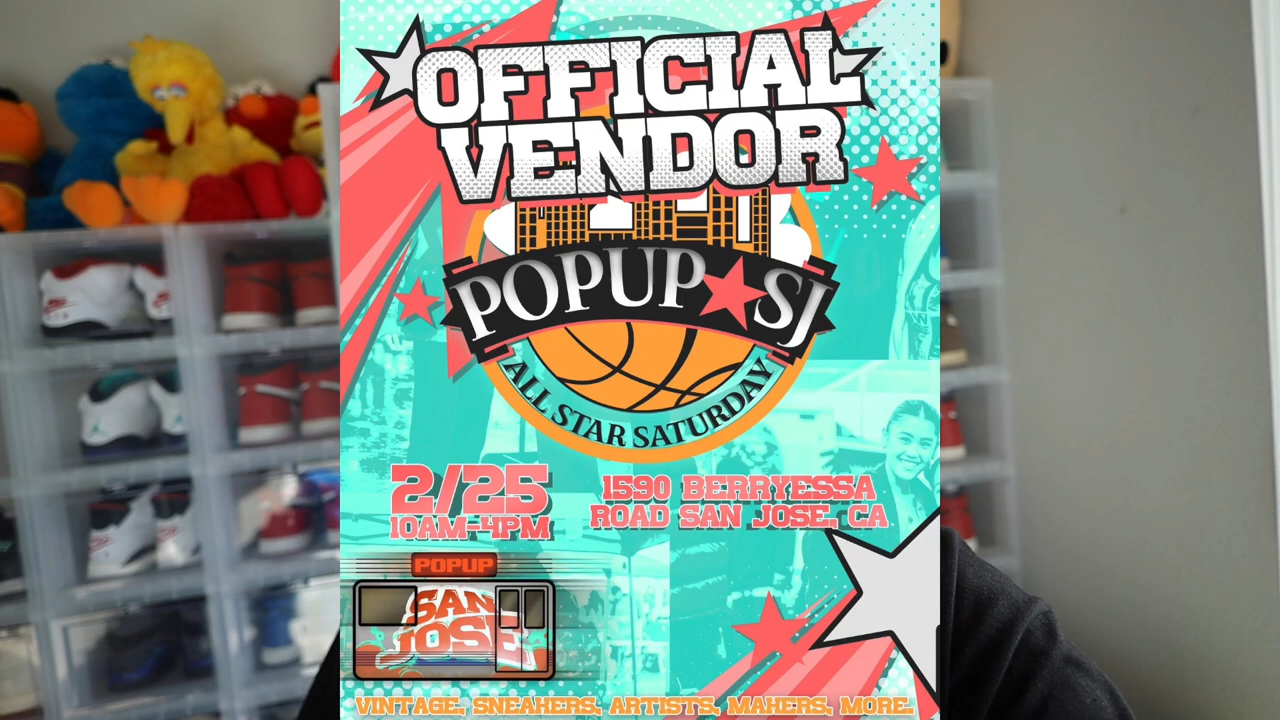 OFFICIAL
VENDOR
POPUP SJ
ALL STAR SATURDAY
2/25
10AM-4PM
1590 BERRYESSA
ROAD SAN JOSE, CA
POPUP
SAN
JOSE
VINTAGE, SNEAKERS, ARTISTS, MAKERS, MORE.